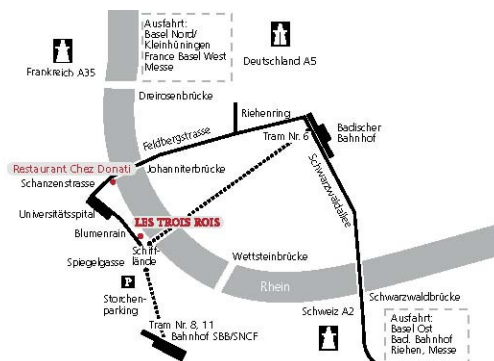 Ausfahrt:
Basel Nord/
Kleinhüningen
France Basel West
Messe
Frankreich A35
Deutschland A5
Dreirosenbrücke
Riehenring
Feldbergstrasse
Tram Nr. 6
Badischer
Bahnhof
Restaurant Chez Donati
Johanniterbrücke
Schanzenstrasse
Schwarzwaldallee
Universitätsspital
LES TROIS ROIS
Blumenrain
Schiff-
lände
Spiegelgasse
Wettsteinbrücke
P
Rhein
Storchen-
parking
Schweiz A2
Schwarzwaldbrücke
Tram Nr. 8, 11
Bahnhof SBB/SNCF
Ausfahrt:
Basel Ost
Bad. Bahnhof
Riehen, Messe